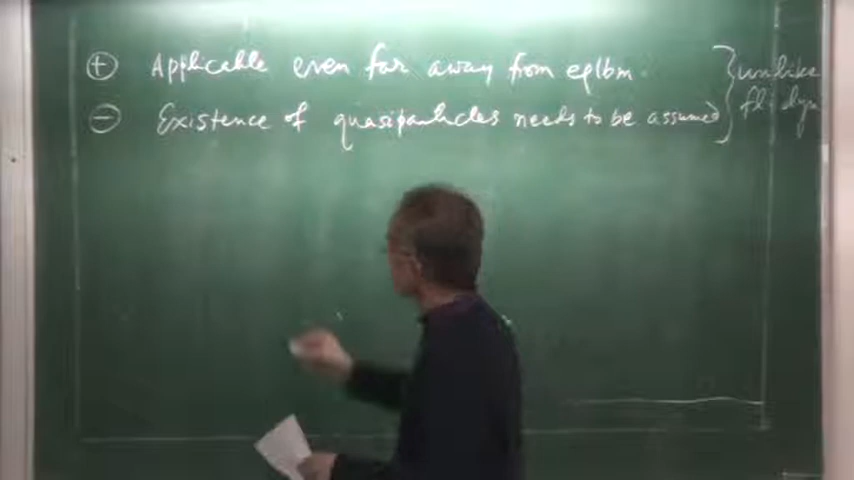 ⊕ Applicable even far away from eqlbm. } unlike
⊖ Existence of quasiparticles needs to be assumed } fl. dyn